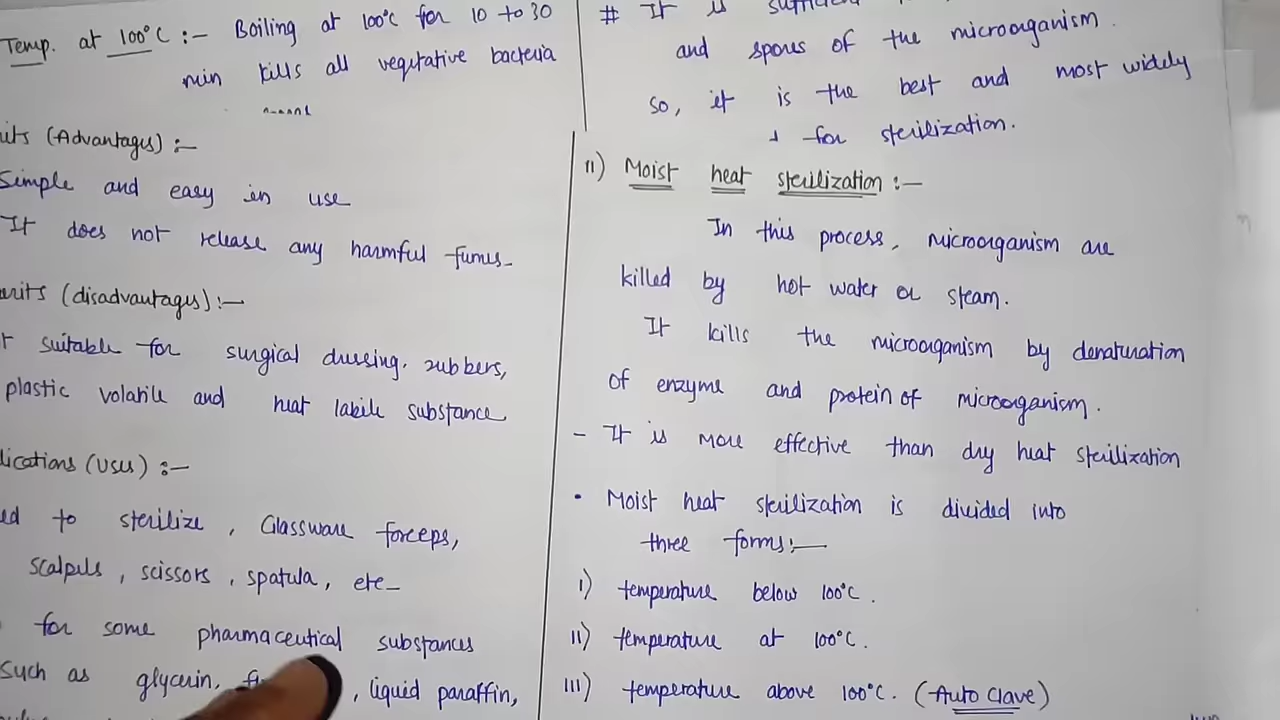 Temp. at 100°C :- Boiling at 100°C for 10 to 30
min kills all vegetative bacteria
its (Advantages) :-
Simple and easy in use
It does not release any harmful fumes
erits (disadvantages) :-
t suitable for surgical dressing, rubbers,
plastic volatile and heat labile substance
lications (uses) :-
ed to sterilize, Glassware forceps,
scalpels, scissors, spatula, etc-
for some pharmaceutical substances
such as glycerin, , liquid paraffin,
# It is sufficient
and spores of the microorganism.
so, it is the best and most widely
for sterilization.
II) Moist heat sterilization :-
In this process, microorganism are
killed by hot water or steam.
It kills the microorganism by denaturation
of enzyme and protein of microorganism.
- It is more effective than dry heat sterilization
• Moist heat sterilization is divided into
three forms:-
i) temperature below 100°C.
ii) temperature at 100°C.
iii) temperature above 100°C. (Auto clave)